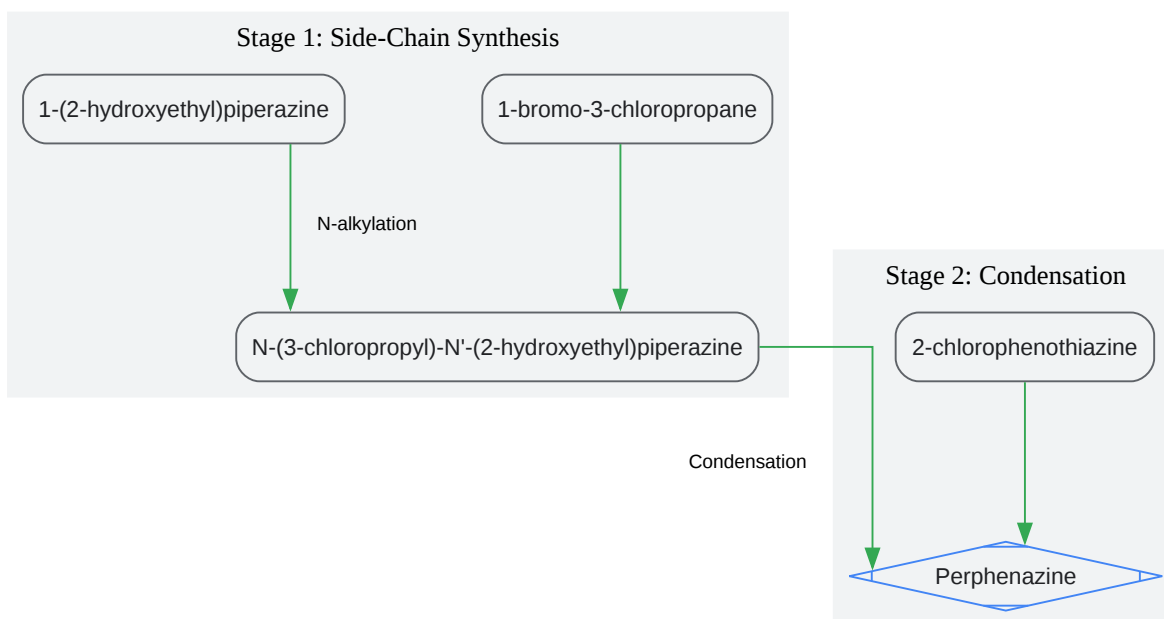 Stage 1: Side-Chain Synthesis
1-(2-hydroxyethyl)piperazine
1-bromo-3-chloropropane
N-alkylation
N-(3-chloropropyl)-N'-(2-hydroxyethyl)piperazine
Stage 2: Condensation
2-chlorophenothiazine
Condensation
Perphenazine